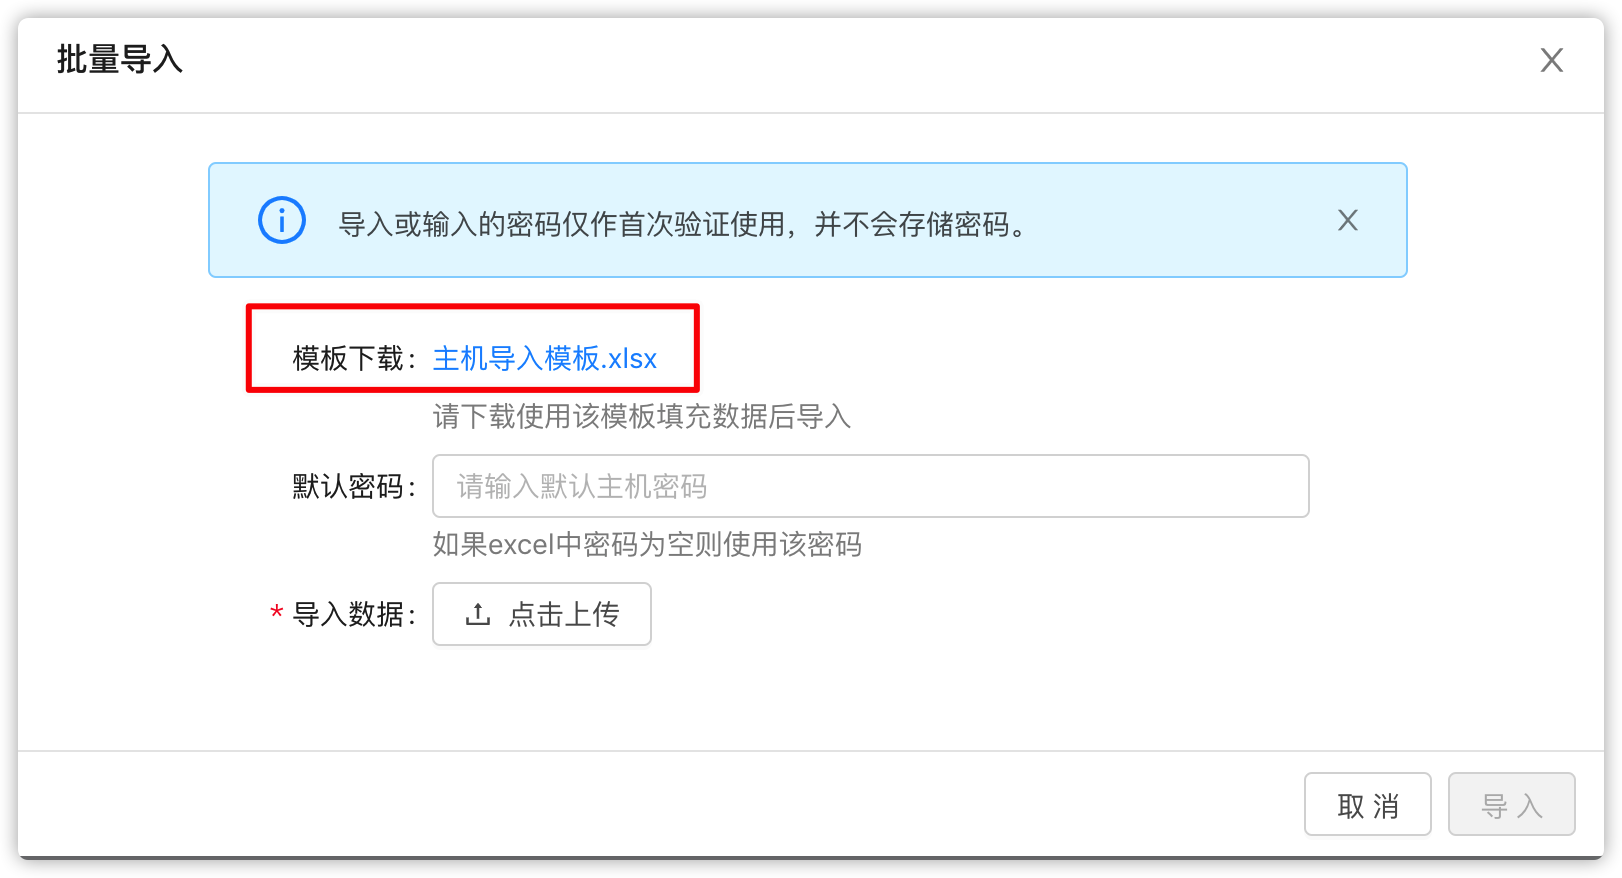 批量导入
导入或输入的密码仅作首次验证使用，并不会存储密码。
模板下载：主机导入模板.xlsx
请下载使用该模板填充数据后导入
默认密码：请输入默认主机密码
如果excel中密码为空则使用该密码
* 导入数据：点击上传
取 消 导 入